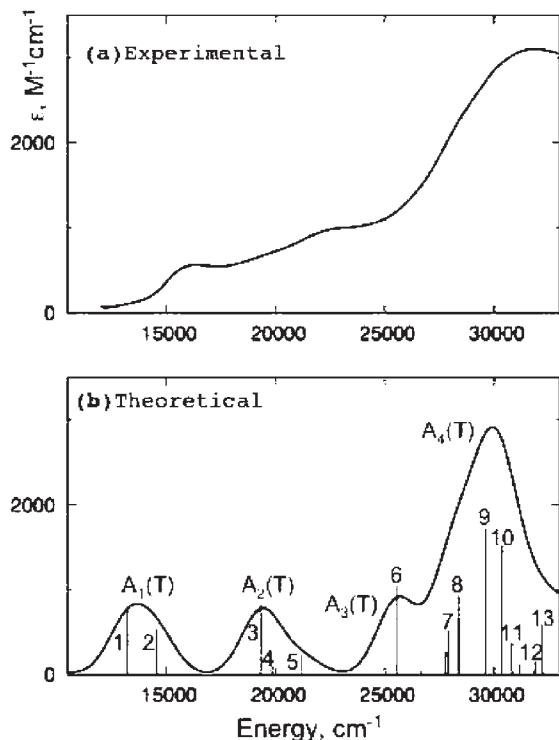 (a)Experimental
ε, M⁻¹cm⁻¹
2000
0
15000 20000 25000 30000
(b)Theoretical
A₄(T)
A₁(T) A₂(T) A₃(T)
2000
0
1 2 3 4 5 6 7 8 9 10 11 12 13
15000 20000 25000 30000
Energy, cm⁻¹